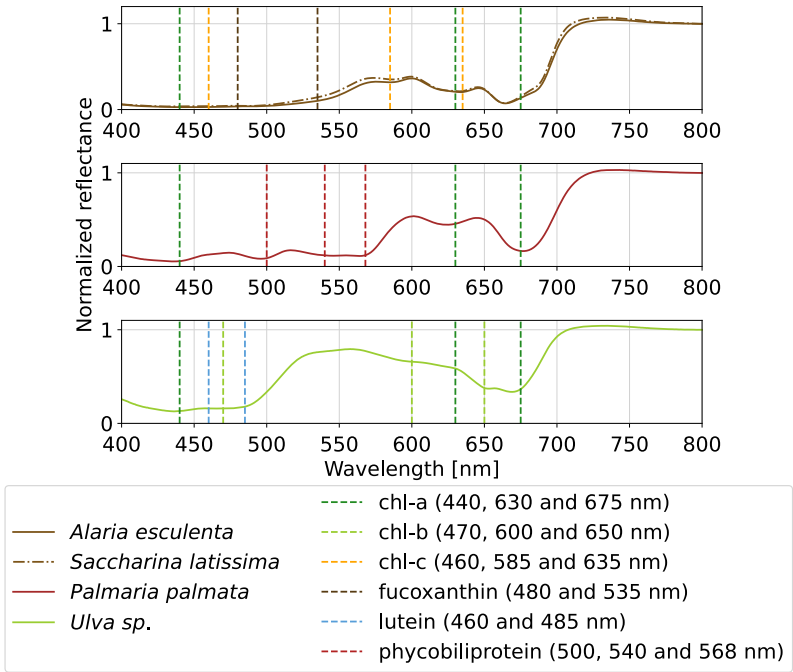 1
0
400 450 500 550 600 650 700 750 800
1
0
400 450 500 550 600 650 700 750 800
1
0
400 450 500 550 600 650 700 750 800
Normalized reflectance
Wavelength [nm]
Alaria esculenta
Saccharina latissima
Palmaria palmata
Ulva sp.
chl-a (440, 630 and 675 nm)
chl-b (470, 600 and 650 nm)
chl-c (460, 585 and 635 nm)
fucoxanthin (480 and 535 nm)
lutein (460 and 485 nm)
phycobiliprotein (500, 540 and 568 nm)